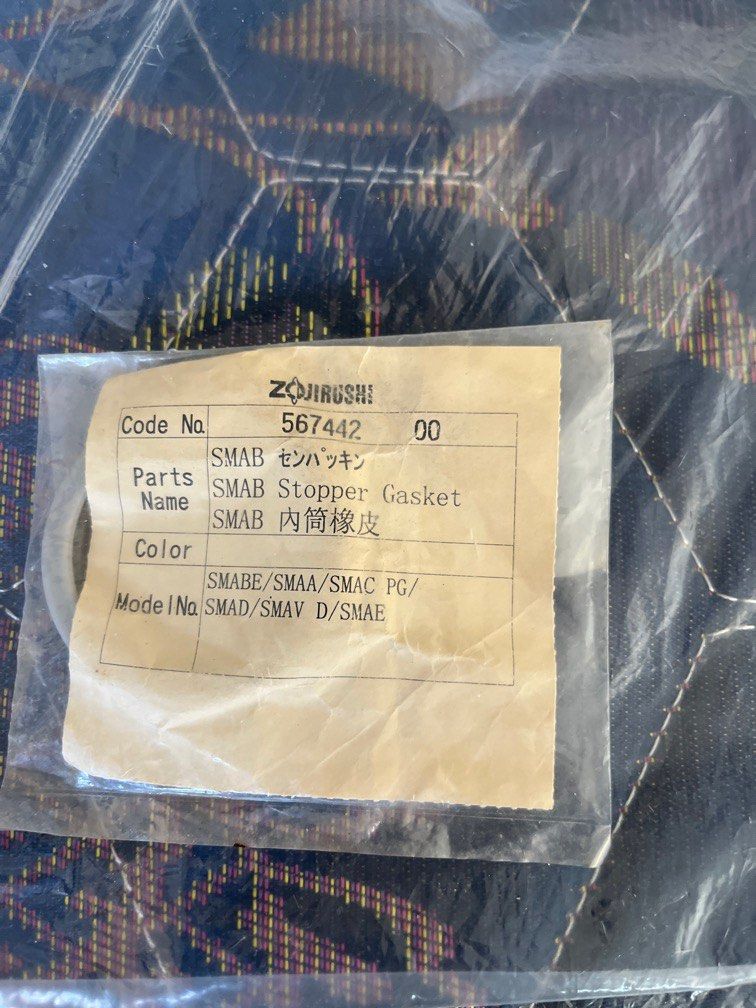 ZOJIRUSHI
Code No. 567442 00
Parts Name
SMAB センパッキン
SMAB Stopper Gasket
SMAB 內筒橡皮
Color
Model No. SMABE/SMAA/SMAC PG/
SMAD/SMAV D/SMAE